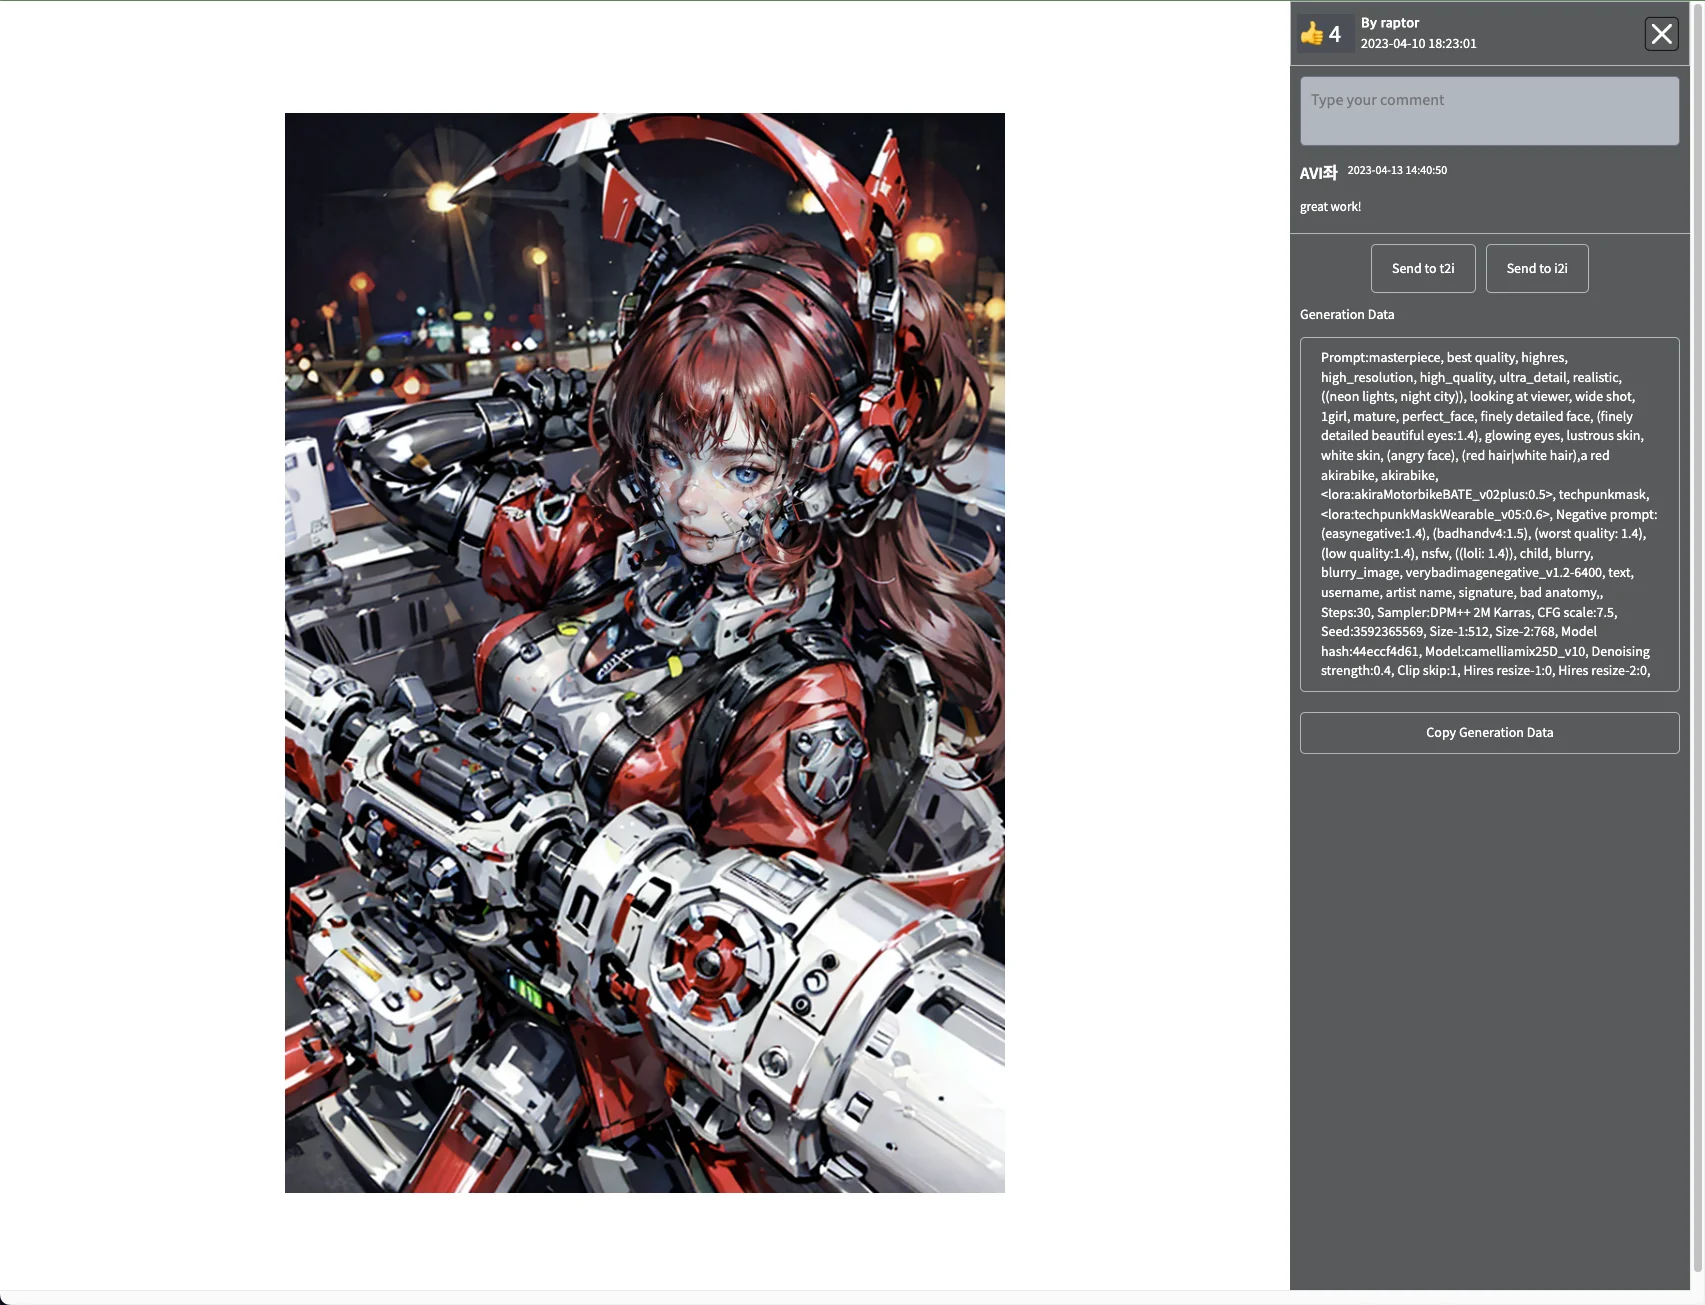 👍 4
By raptor
2023-04-10 18:23:01
Type your comment
AVI좌 2023-04-13 14:40:50
great work!
Send to t2i
Send to i2i
Generation Data
Prompt:masterpiece, best quality, highres,
high_resolution, high_quality, ultra_detail, realistic,
((neon lights, night city)), looking at viewer, wide shot,
1girl, mature, perfect_face, finely detailed face, (finely
detailed beautiful eyes:1.4), glowing eyes, lustrous skin,
white skin, (angry face), (red hair|white hair),a red
akirabike, akirabike,
<lora:akiraMotorbikeBATE_v02plus:0.5>, techpunkmask,
<lora:techpunkMaskWearable_v05:0.6>, Negative prompt:
(easynegative:1.4), (badhandv4:1.5), (worst quality: 1.4),
(low quality:1.4), nsfw, ((loli: 1.4)), child, blurry,
blurry_image, verybadimagenegative_v1.2-6400, text,
username, artist name, signature, bad anatomy,,
Steps:30, Sampler:DPM++ 2M Karras, CFG scale:7.5,
Seed:3592365569, Size-1:512, Size-2:768, Model
hash:44eccf4d61, Model:camelliamix25D_v10, Denoising
strength:0.4, Clip skip:1, Hires resize-1:0, Hires resize-2:0,
Copy Generation Data